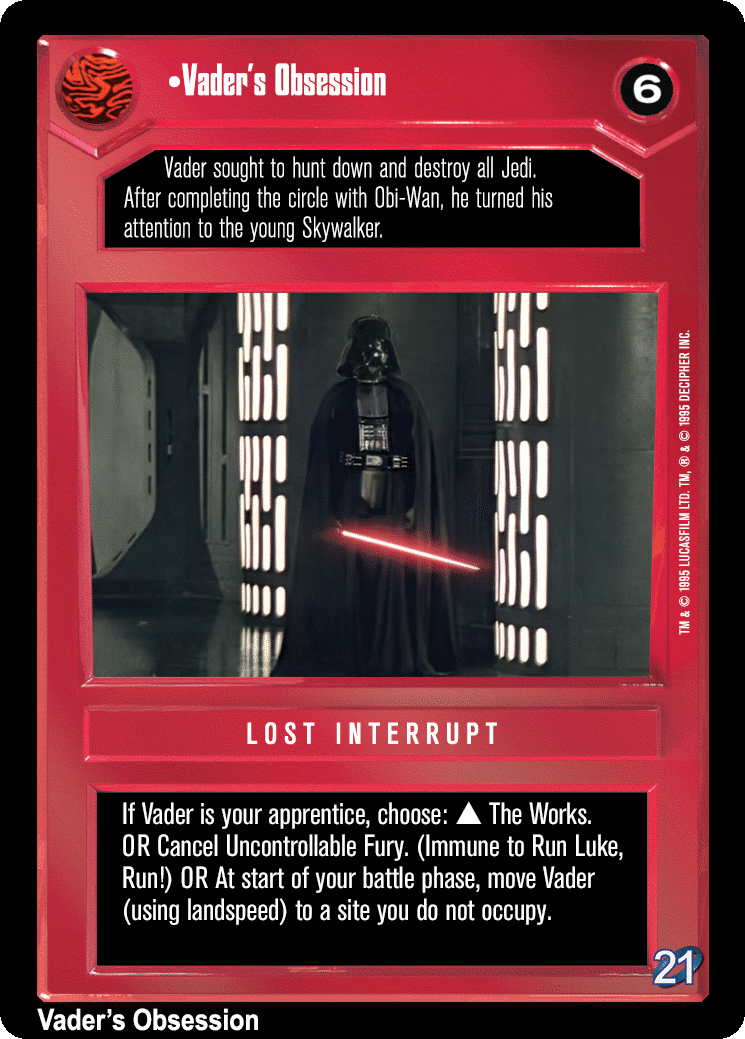 •Vader's Obsession
6
Vader sought to hunt down and destroy all Jedi.
After completing the circle with Obi-Wan, he turned his
attention to the young Skywalker.
TM & © 1995 LUCASFILM LTD. TM, ® & © 1995 DECIPHER INC.
LOST INTERRUPT
If Vader is your apprentice, choose: ▲ The Works.
OR Cancel Uncontrollable Fury. (Immune to Run Luke,
Run!) OR At start of your battle phase, move Vader
(using landspeed) to a site you do not occupy.
21
Vader's Obsession